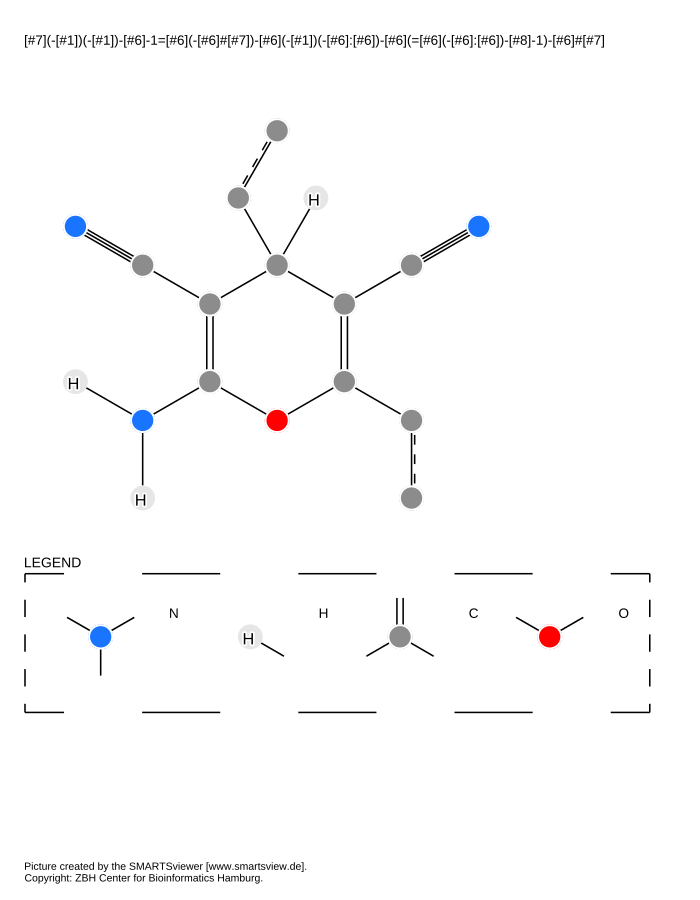 [#7](-[#1])(-[#1])-[#6]-1=[#6](-[#6]#[#7])-[#6](-[#1])(-[#6]:[#6])-[#6](=[#6](-[#6]:[#6])-[#8]-1)-[#6]#[#7]
H
H
H
LEGEND
N H C O
H
Picture created by the SMARTSviewer [www.smartsview.de].
Copyright: ZBH Center for Bioinformatics Hamburg.